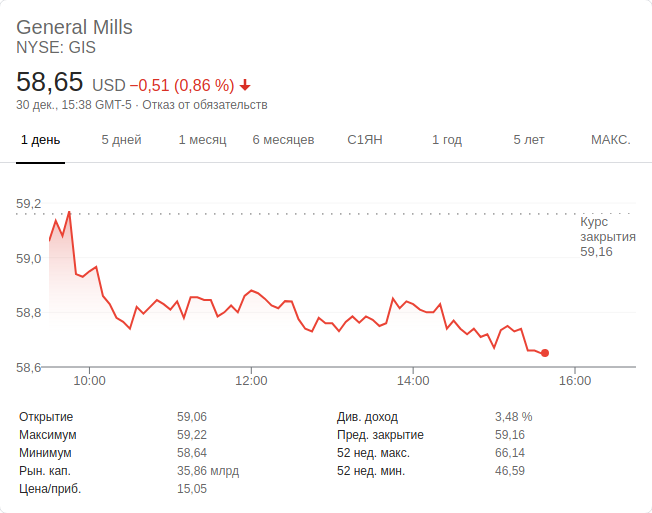 General Mills
NYSE: GIS
58,65 USD −0,51 (0,86 %)
30 дек., 15:38 GMT-5 · Отказ от обязательств
1 день 5 дней 1 месяц 6 месяцев С1ЯН 1 год 5 лет МАКС.
59,2
59,0
58,8
58,6
Курс
закрытия
59,16
10:00 12:00 14:00 16:00
Открытие 59,06 Див. доход 3,48 %
Максимум 59,22 Пред. закрытие 59,16
Минимум 58,64 52 нед. макс. 66,14
Рын. кап. 35,86 млрд 52 нед. мин. 46,59
Цена/приб. 15,05